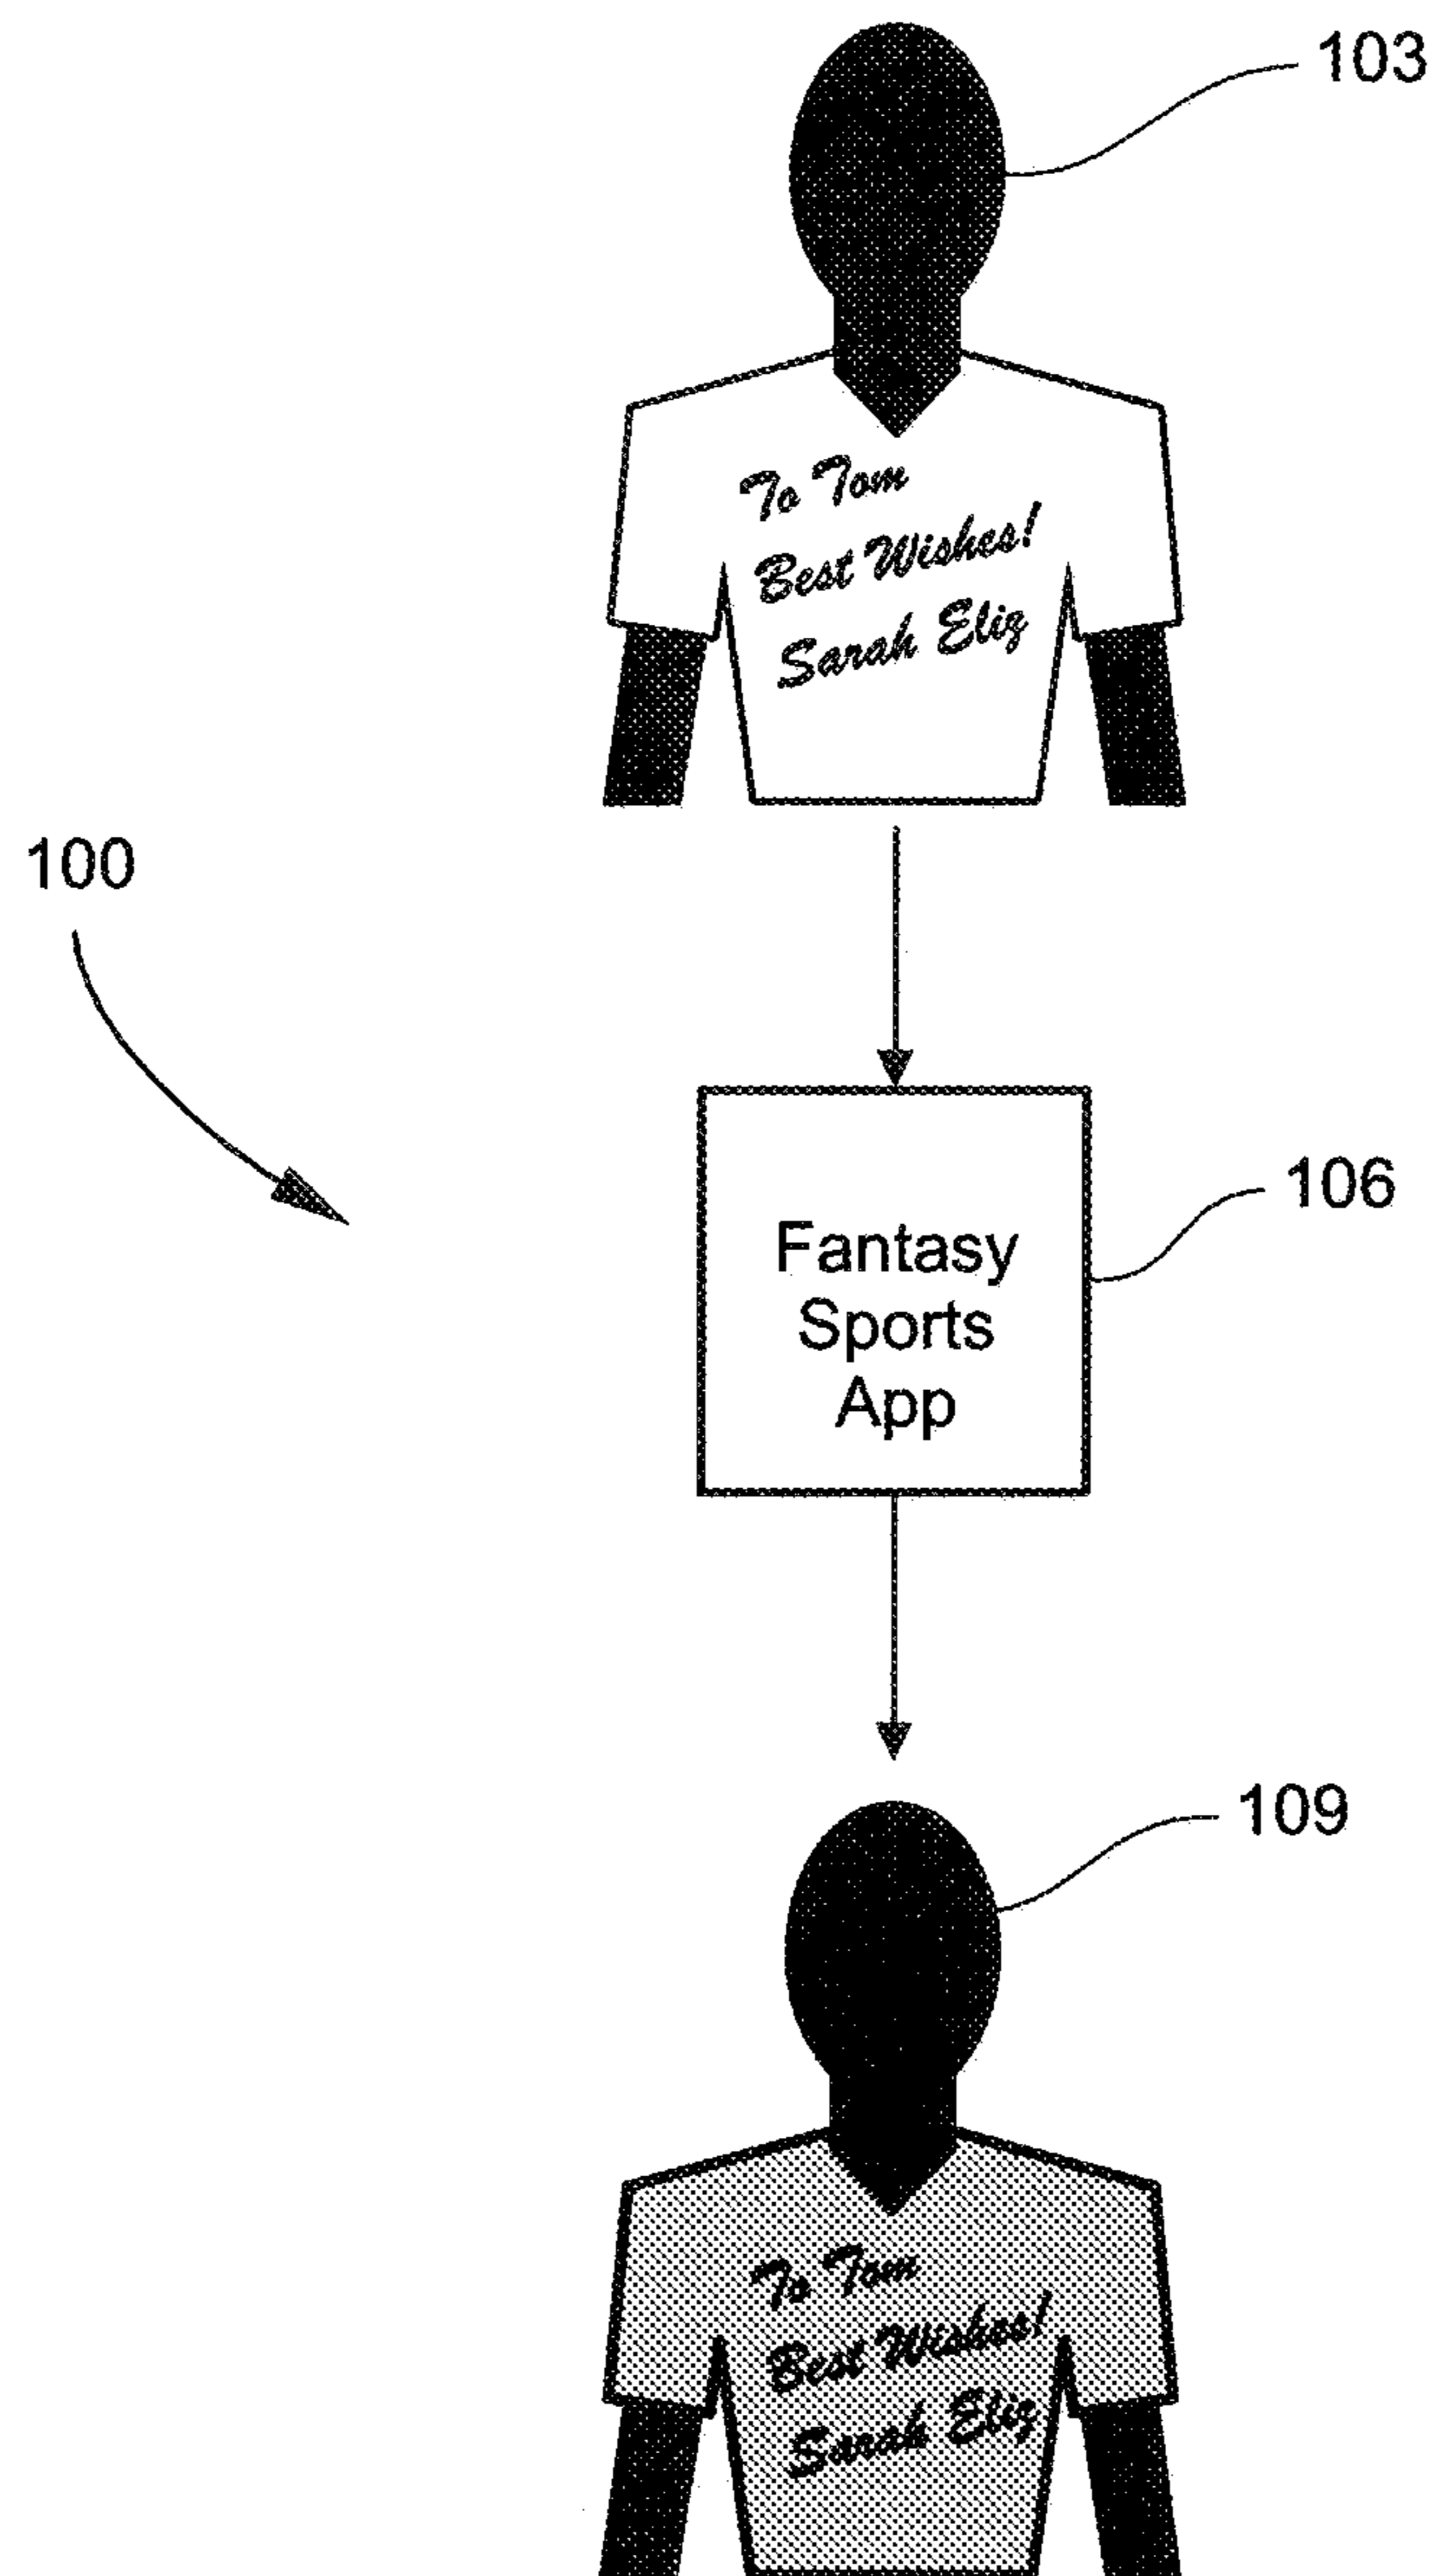 103
To Tom
Best Wishes!
Sarah Eliz
100
106
Fantasy
Sports
App
109
To Tom
Best Wishes!
Sarah Eliz